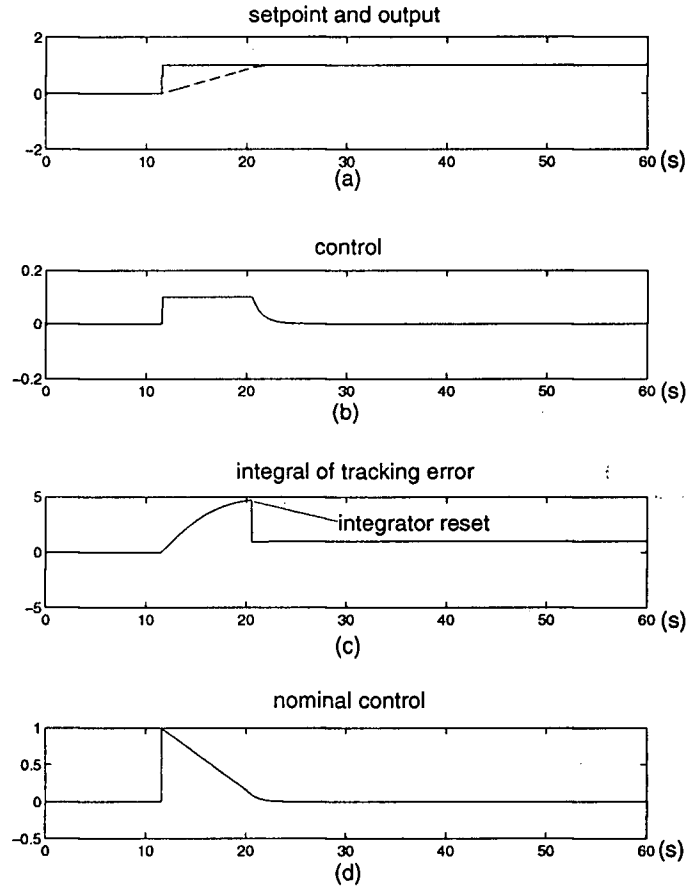 setpoint and output
2
0
-2
0 10 20 30 40 50 60 (s)
(a)
control
0.2
0
-0.2
0 10 20 30 40 50 60 (s)
(b)
integral of tracking error
5
integrator reset
0
-5
0 10 20 30 40 50 60 (s)
(c)
nominal control
1
0.5
0
-0.5
0 10 20 30 40 50 60 (s)
(d)